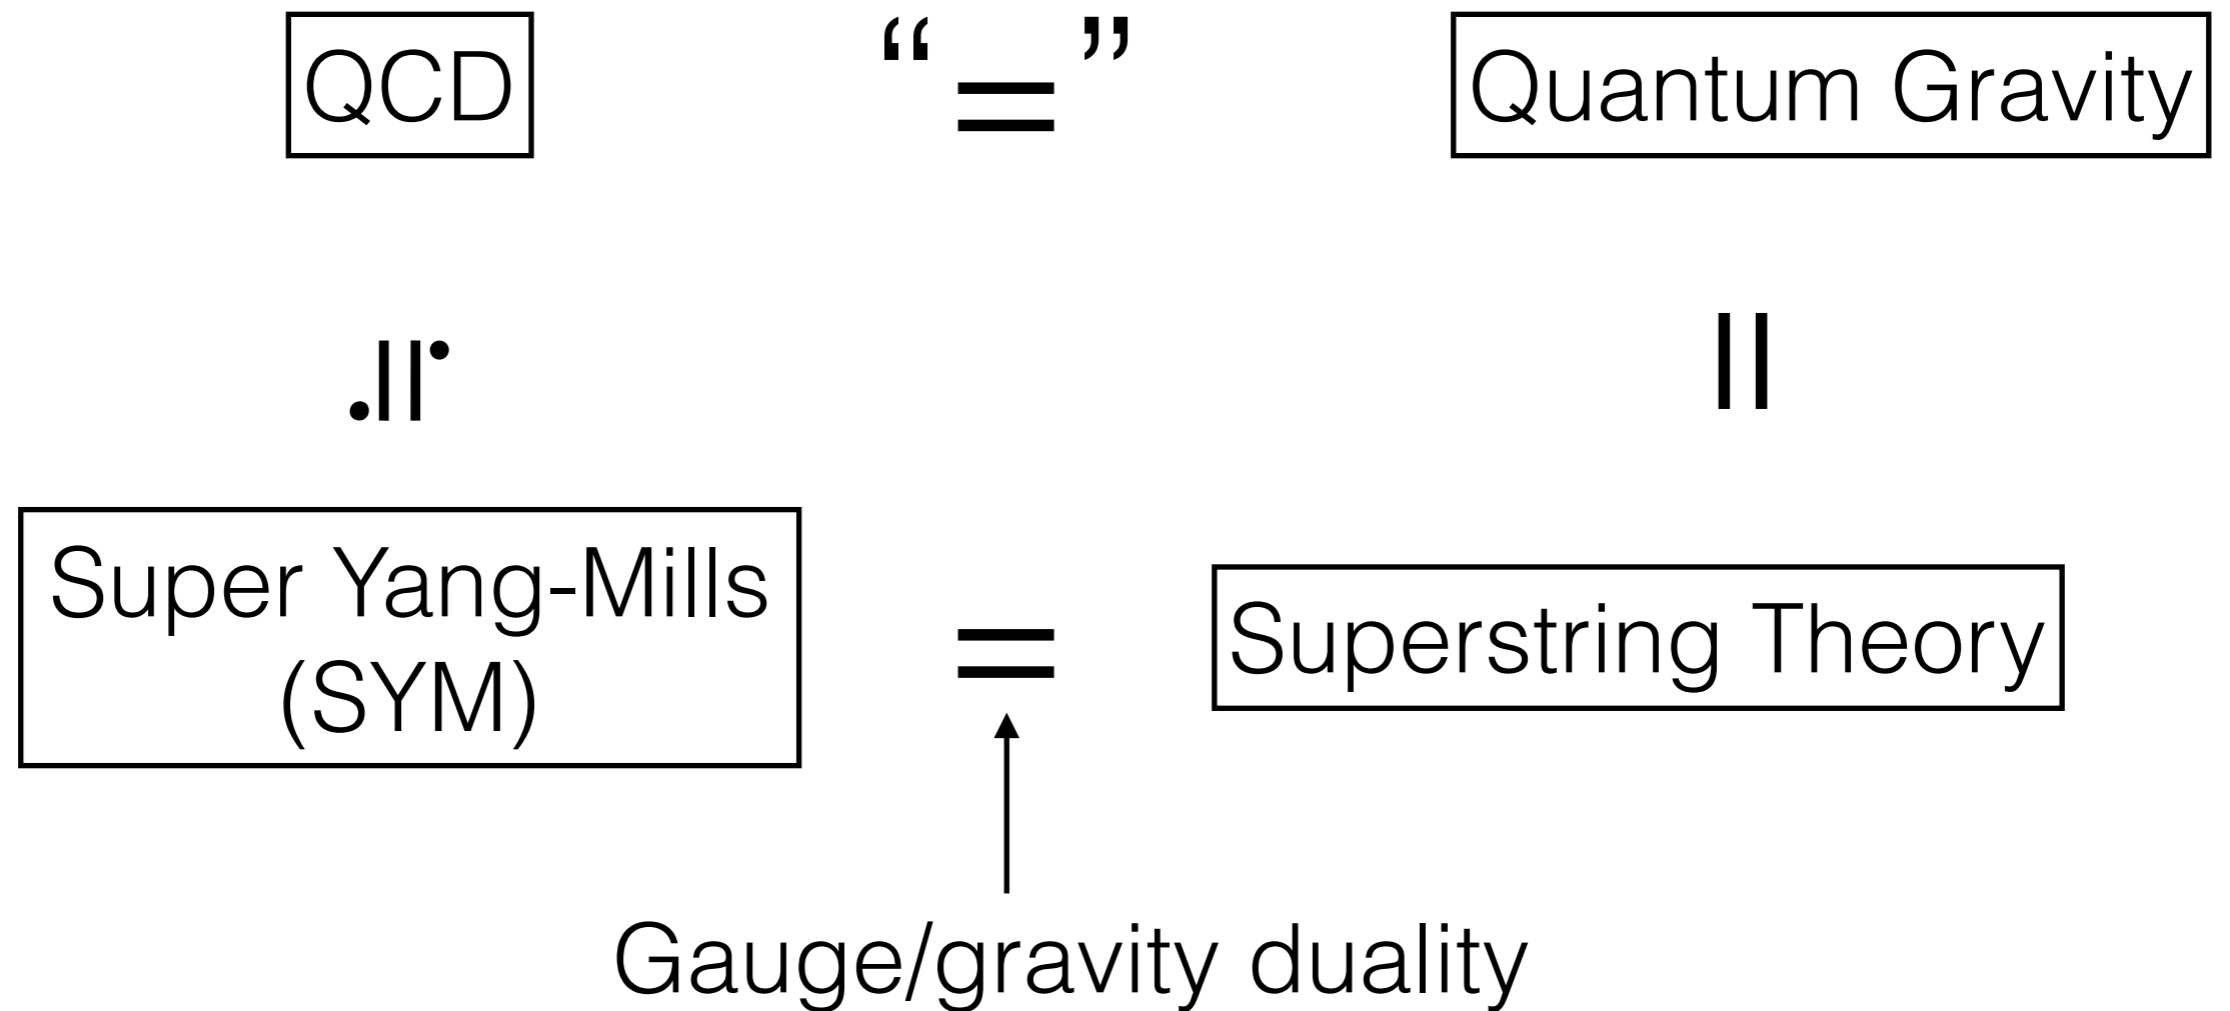 QCD “=” Quantum Gravity
.||˙ ||
Super Yang-Mills
(SYM) = Superstring Theory
Gauge/gravity duality